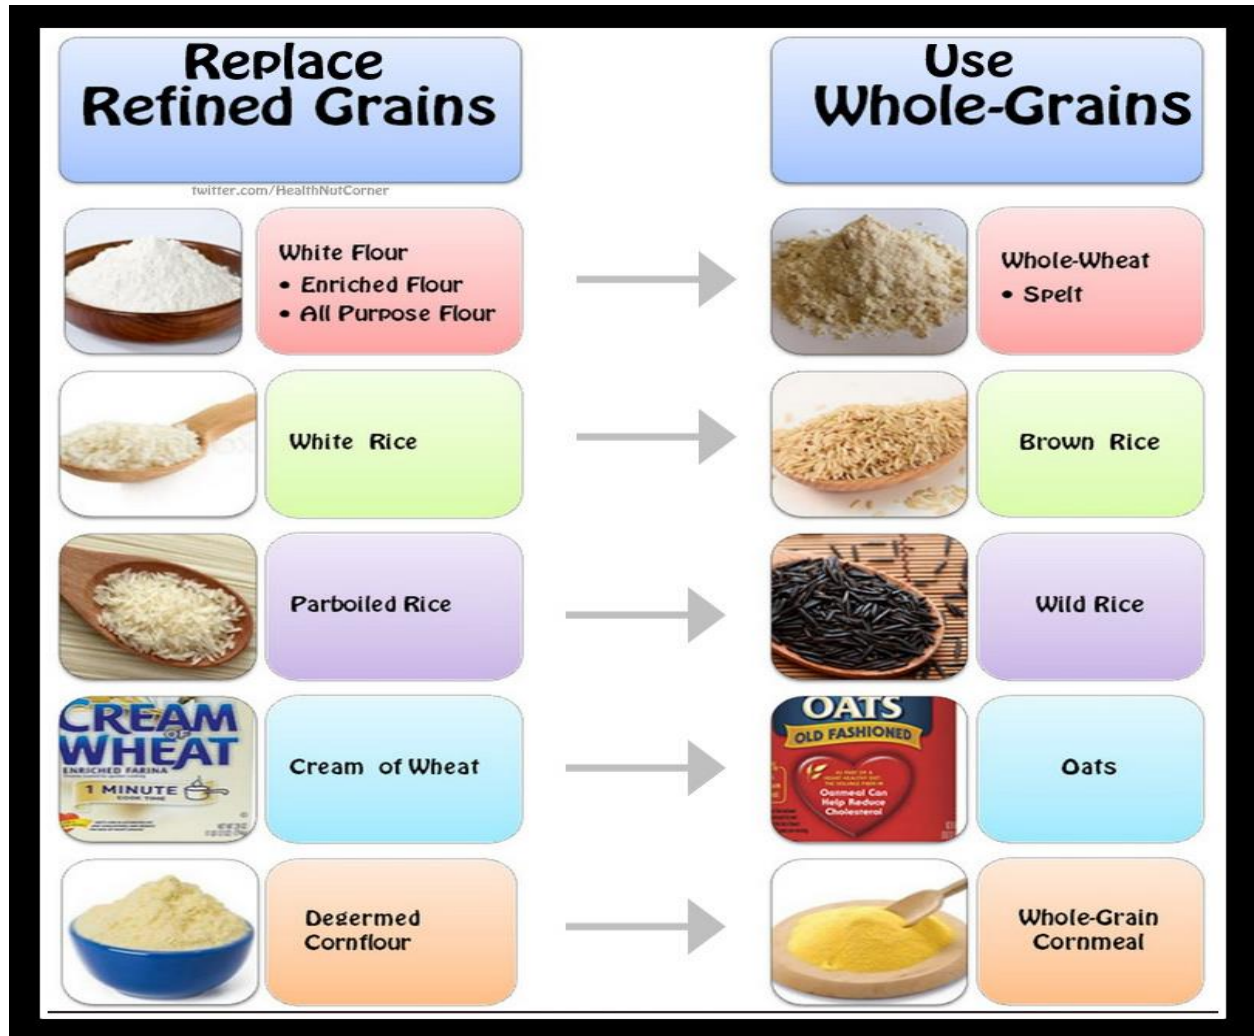 Replace
Refined Grains
Use
Whole-Grains
twitter.com/HealthNutCorner
White Flour
• Enriched Flour
• All Purpose Flour
Whole-Wheat
• Spelt
White Rice
Brown Rice
Parboiled Rice
Wild Rice
CREAM
OF
WHEAT
ENRICHED FARINA
1 MINUTE
COOK TIME
Cream of Wheat
OATS
OLD FASHIONED
Oatmeal Can
Help Reduce
Cholesterol
Oats
Degermed
Cornflour
Whole-Grain
Cornmeal